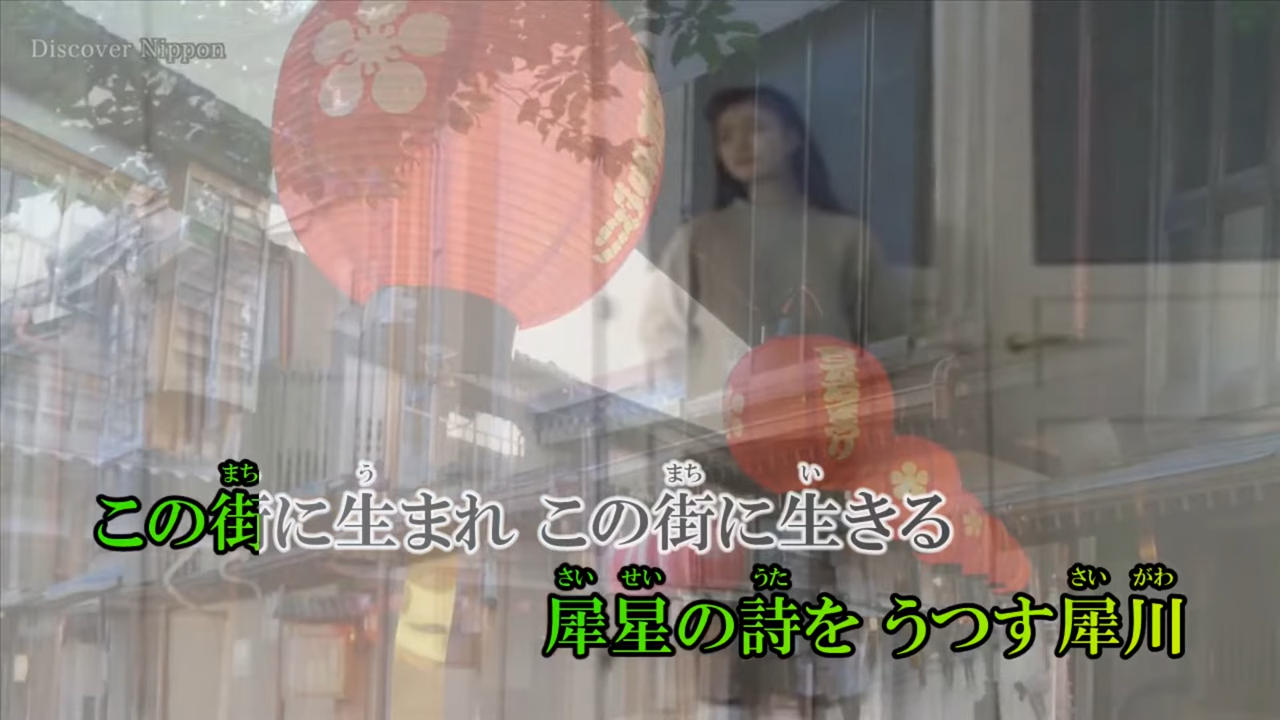 Discover Nippon
まち う まち い
この街に生まれ この街に生きる
さい せい うた さい がわ
犀星の詩を うつす犀川